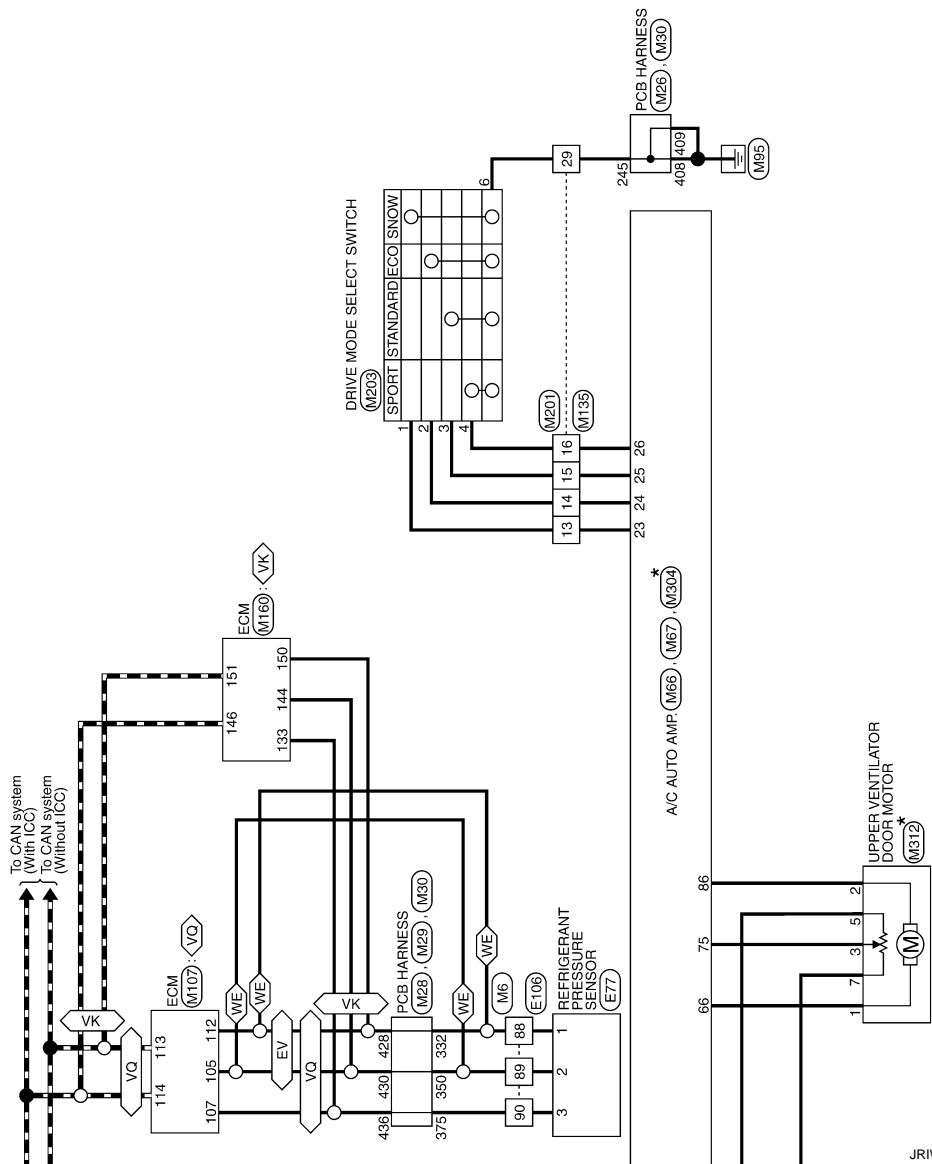 To CAN system
(With ICC)
To CAN system
(Without ICC)
VK
VQ
114
113
ECM
M107 : VQ
107
105
112
WE
WE
EV
VQ
VK
436
430
428
PCB HARNESS
M28 , M29 , M30
375
350
332
WE
WE
M6
E106
90
89
88
3
2
1
REFRIGERANT
PRESSURE
SENSOR
E77
ECM
M160 : VK
146
151
133
144
150
DRIVE MODE SELECT SWITCH
M203
SPORT
STANDARD
ECO
SNOW
1
2
3
4
6
M201
M135
13
14
15
16
29
23
24
25
26
PCB HARNESS
M26 , M30
245
408
409
M95
A/C AUTO AMP. M66 , M67 , M304 *
66
75
86
UPPER VENTILATOR
DOOR MOTOR
M312 *
1
7
3
5
2
M
JRIW